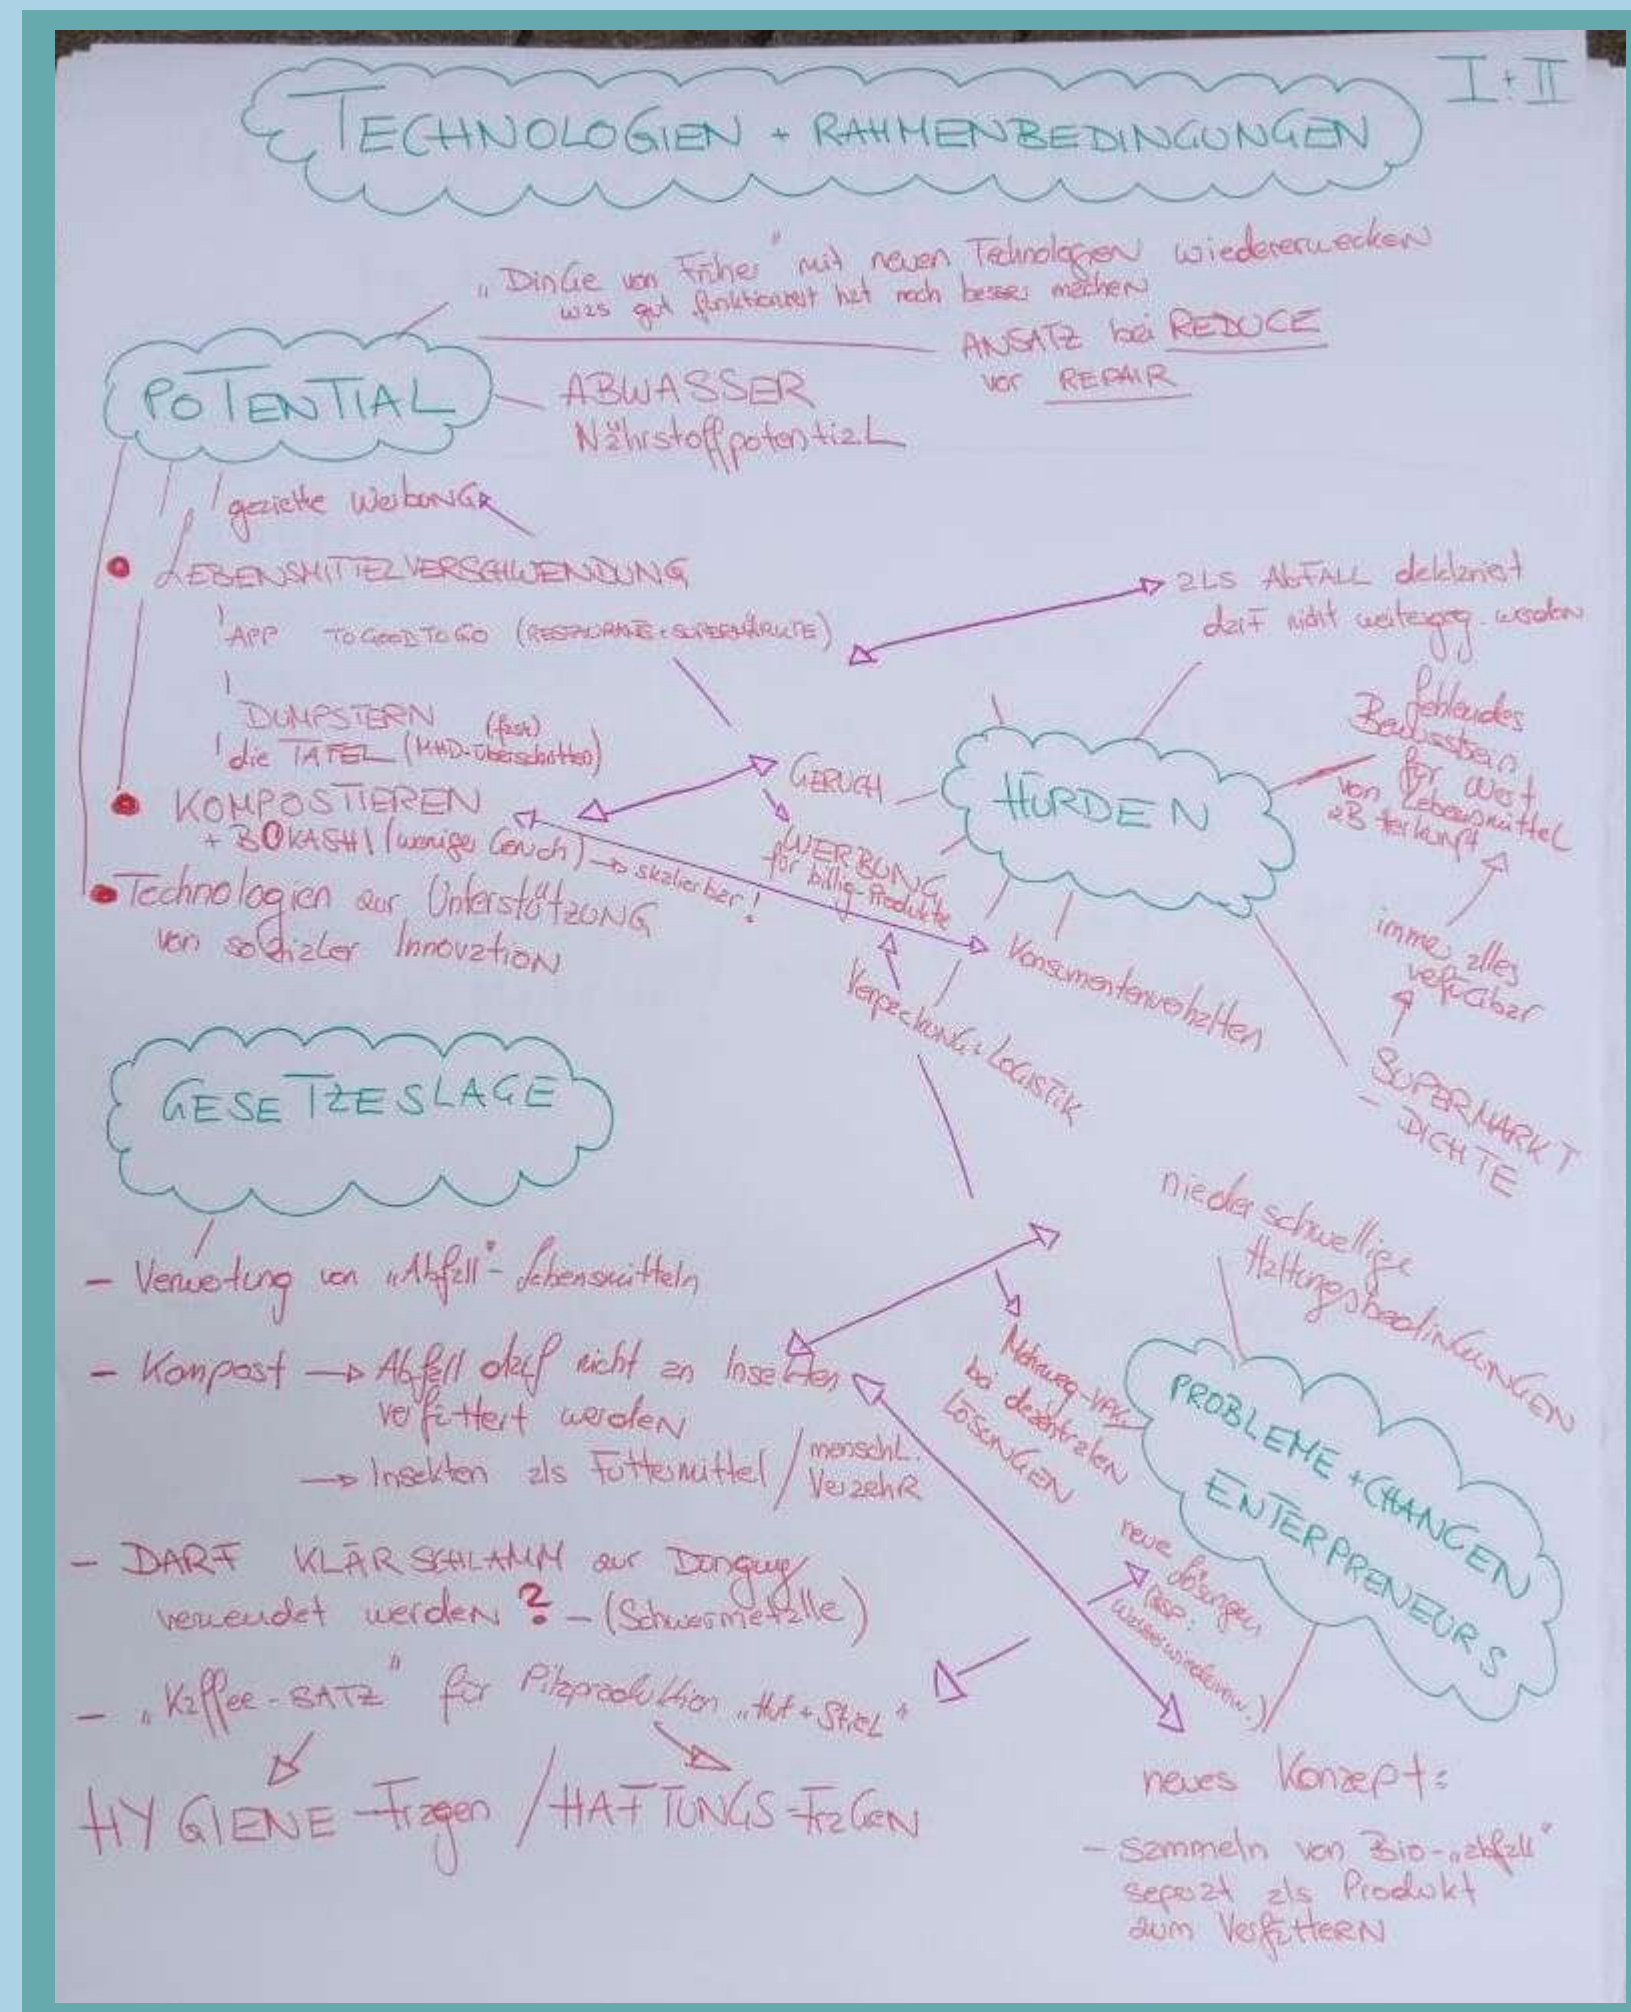 I + II
TECHNOLOGIEN + RAHMENBEDINGUNGEN
„Dinge von Früher" mit neuen Technologien wiedererwecken
was gut funktioniert hat noch besser machen
ANSATZ bei REDUCE
vor REPAIR
POTENTIAL
ABWASSER
Nährstoffpotential
gezielte Werbung
LEBENSMITTELVERSCHWENDUNG
APP TOGOODTOGO (RESTAURANT + SUPERMÄRKTE)
DUMPSTERN
die TAFEL (MHD-überschritten)
(fast)
KOMPOSTIEREN
+ BOKASHI (weniger Geruch) → skalierbar!
Technologien zur Unterstützung
von sozialer Innovation
als ABFALL deklariert
darf nicht weitergeg. werden
HÜRDEN
fehlendes
Bewusstsein
für Wert
von Lebensmittel
zB Herkunft
immer alles
verfügbar
SUPERMARKT
- DICHTE
GERUCH
WERBUNG
für billig-Produkte
Konsumentenverhalten
Verpackung + LOGISTIK
GESETZESLAGE
- Verwertung von „Abfall"-Lebensmitteln
- Kompost → Abfall darf nicht an Insekten
verfüttert werden
→ Insekten als Futtermittel / menschl.
Verzehr
- DARF KLÄRSCHLAMM zur Düngung
verwendet werden ? - (Schwermetalle)
- „Kaffee-SATZ" für Pilzproduktion „Hut + Stiel"
HYGIENE-Fragen / HAFTUNGS-FRAGEN
niederschwellige
Haltungsbedingungen
Mehrweg-VPK.
bei dezentralen
LÖSUNGEN
PROBLEME + CHANCEN
ENTERPRENEURS
neue Lösungen
neues Konzept:
- Sammeln von Bio-„abfall"
separat als Produkt
zum Verfüttern